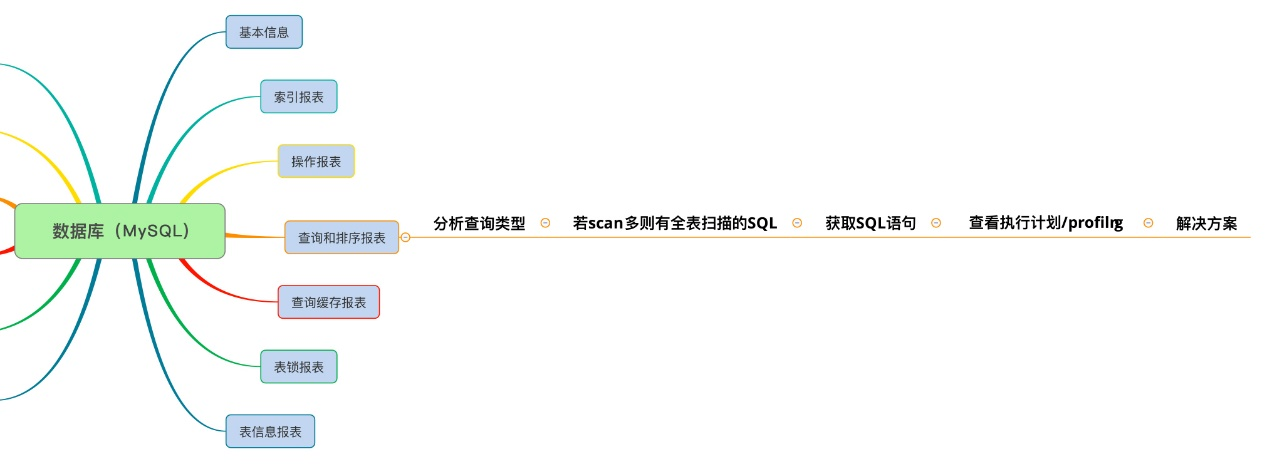 基本信息
索引报表
操作报表
数据库（MySQL）
查询和排序报表
分析查询类型
若scan多则有全表扫描的SQL
获取SQL语句
查看执行计划/profilng
解决方案
查询缓存报表
表锁报表
表信息报表